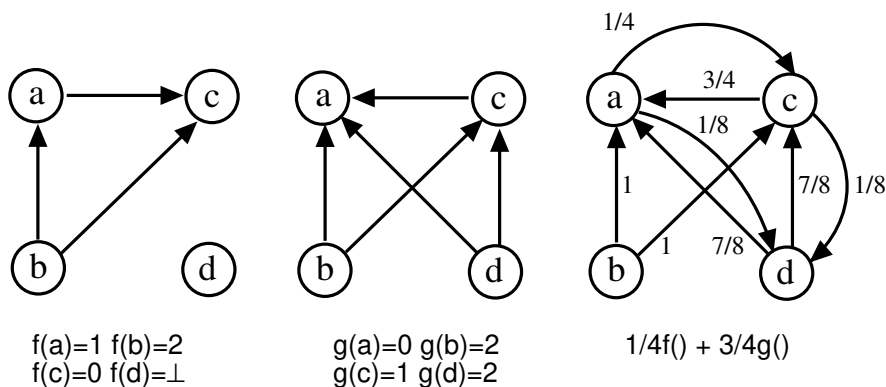 a
c
b
d
f(a)=1 f(b)=2
f(c)=0 f(d)=⊥
a
c
b
d
g(a)=0 g(b)=2
g(c)=1 g(d)=2
1/4
a
3/4
c
1/8
1
7/8
1/8
b
1
7/8
d
1/4f() + 3/4g()